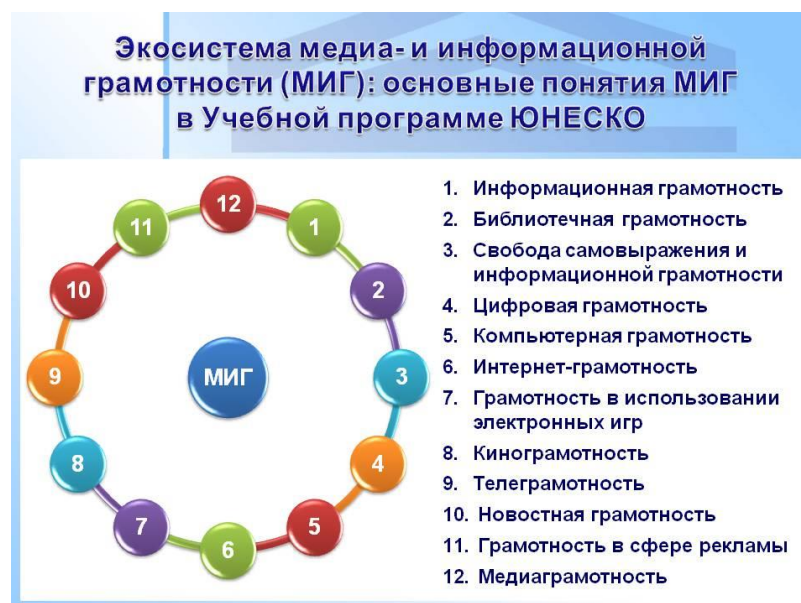 Экосистема медиа- и информационной
грамотности (МИГ): основные понятия МИГ
в Учебной программе ЮНЕСКО
12
11
1
10
2
9
МИГ
3
8
4
7
5
6
1. Информационная грамотность
2. Библиотечная грамотность
3. Свобода самовыражения и
информационной грамотности
4. Цифровая грамотность
5. Компьютерная грамотность
6. Интернет-грамотность
7. Грамотность в использовании
электронных игр
8. Кинограмотность
9. Телеграмотность
10. Новостная грамотность
11. Грамотность в сфере рекламы
12. Медиаграмотность